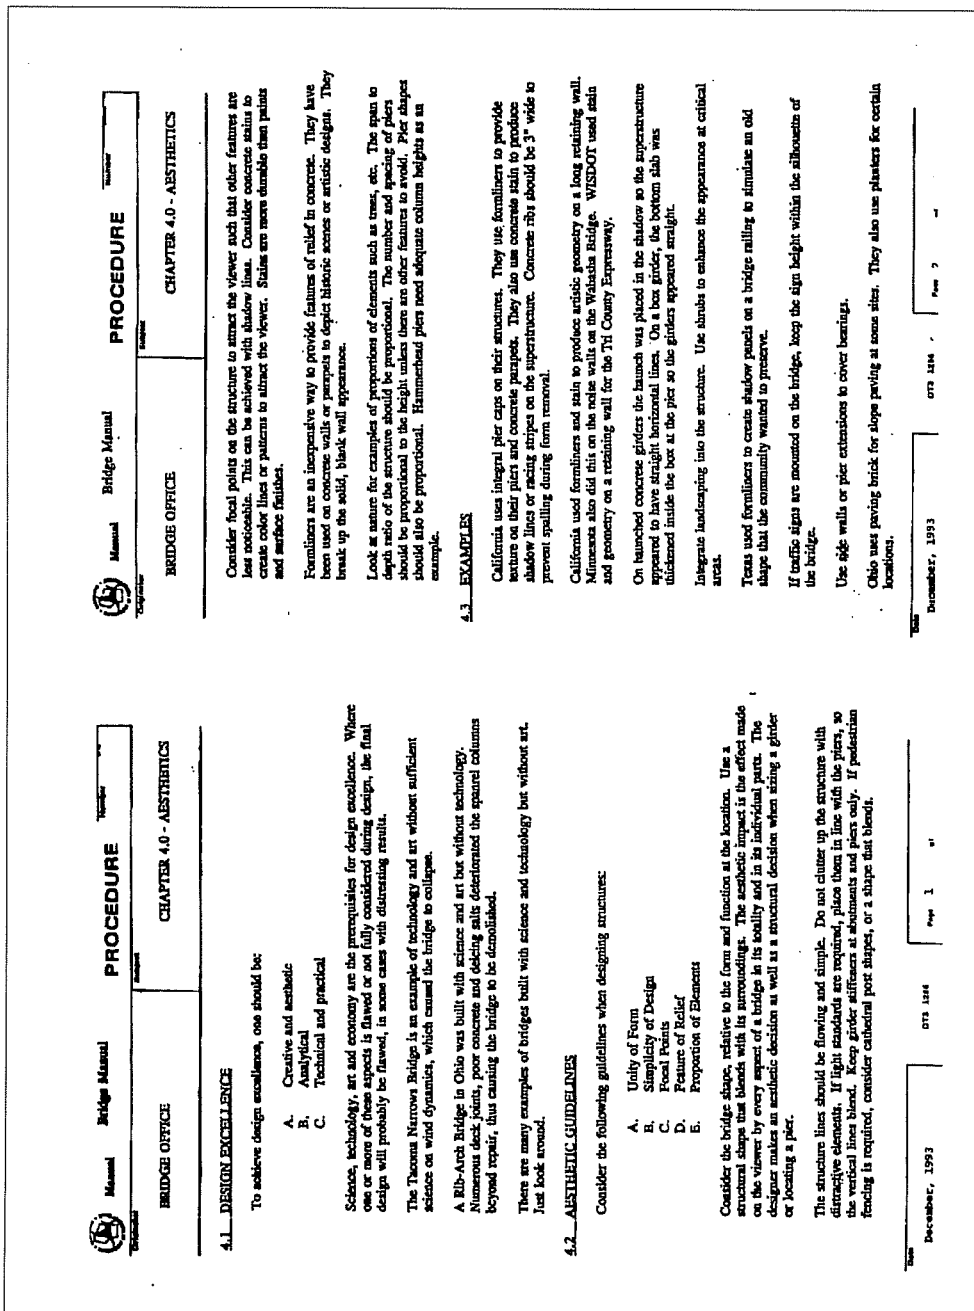 Manual Bridge Manual PROCEDURE
Originator
Subject
Number
BRIDGE OFFICE
CHAPTER 4.0 - AESTHETICS
4.1 DESIGN EXCELLENCE
To achieve design excellence, one should be:
A. Creative and aesthetic
B. Analytical
C. Technical and practical
Science, technology, art and economy are the prerequisites for design excellence. Where
one or more of these aspects is flawed or not fully considered during design, the final
design will probably be flawed, in some cases with distressing results.
The Tacoma Narrows Bridge is an example of technology and art without sufficient
science on wind dynamics, which caused the bridge to collapse.
A Rib-Arch Bridge in Ohio was built with science and art but without technology.
Numerous deck joints, poor concrete and deicing salts deteriorated the spanrel columns
beyond repair, thus causing the bridge to be demolished.
There are many examples of bridges built with science and technology but without art.
Just look around.
4.2 AESTHETIC GUIDELINES
Consider the following guidelines when designing structures:
A. Unity of Form
B. Simplicity of Design
C. Focal Points
D. Feature of Relief
E. Proportion of Elements
Consider the bridge shape, relative to the form and function at the location. Use a
structural shape that blends with its surroundings. The aesthetic impact is the effect made
on the viewer by every aspect of a bridge in its totality and in its individual parts. The
designer makes an aesthetic decision as well as a structural decision when sizing a girder
or locating a pier.
The structure lines should be flowing and simple. Do not clutter up the structure with
distractive elements. If light standards are required, place them in line with the piers, so
the vertical lines blend. Keep girder stiffeners at abutments and piers only. If pedestrian
fencing is required, consider cathedral post shapes, or a shape that blends.
Date
December, 1993
Page 1
of
Manual Bridge Manual PROCEDURE
Originator
Subject
Number
BRIDGE OFFICE
CHAPTER 4.0 - AESTHETICS
Consider focal points on the structure to attract the viewer such that other features are
less noticeable. This can be achieved with shadow lines. Consider concrete stains to
create color lines or patterns to attract the viewer. Stains are more durable than paints
and surface finishes.
Formliners are an inexpensive way to provide features of relief in concrete. They have
been used on concrete walls or parapets to depict historic scenes or artistic designs. They
break up the solid, blank wall appearance.
Look at nature for examples of proportions of elements such as trees, etc. The span to
depth ratio of the structure should be proportional. The number and spacing of piers
should be proportional to the height unless there are other features to avoid. Pier shapes
should also be proportional. Hammerhead piers need adequate column heights as an
example.
4.3 EXAMPLES
California uses integral pier caps on their structures. They use formliners to provide
texture on their piers and concrete parapets. They also use concrete stain to produce
shadow lines or racing stripes on the superstructure. Concrete ribs should be 3" wide to
prevent spalling during form removal.
California used formliners and stain to produce artistic geometry on a long retaining wall.
Minnesota also did this on the noise walls on the Wabasha Bridge. WISDOT used stain
and geometry on a retaining wall for the Tri County Expressway.
On haunched concrete girders the haunch was placed in the shadow so the superstructure
appeared to have straight horizontal lines. On a box girder, the bottom slab was
thickened inside the box at the pier so the girders appeared straight.
Integrate landscaping into the structure. Use shrubs to enhance the appearance at critical
areas.
Texas used formliners to create shadow panels on a bridge railing to simulate an old
shape that the community wanted to preserve.
If traffic signs are mounted on the bridge, keep the sign height within the silhouette of
the bridge.
Use side walls or pier extensions to cover bearings.
Ohio uses paving brick for slope paving at some sites. They also use plasters for certain
locations.
Date
December, 1993
Page 2